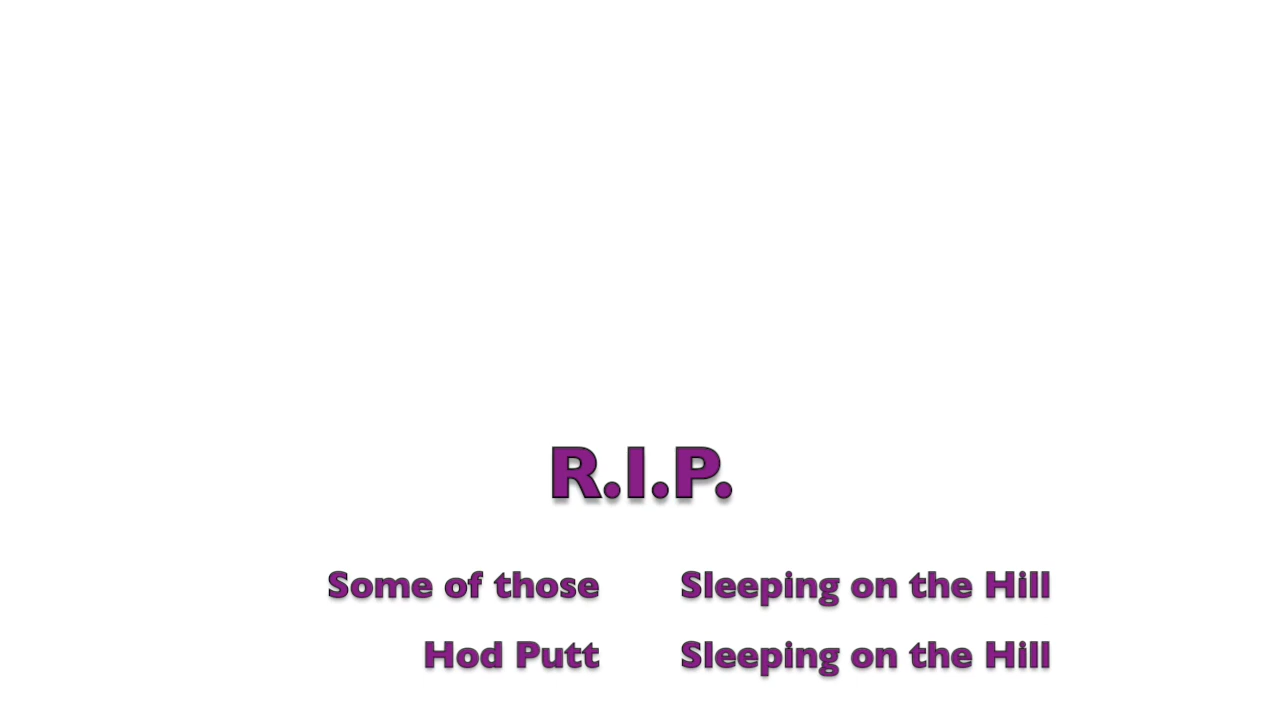 R.I.P.
Some of those Sleeping on the Hill
Hod Putt Sleeping on the Hill